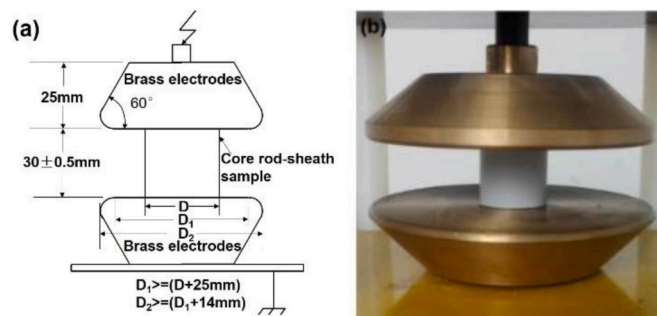 (a)
Brass electrodes
25mm
60°
30±0.5mm
Core rod-sheath
sample
D
D1
D2
Brass electrodes
D1>=(D+25mm)
D2>=(D1+14mm)
(b)